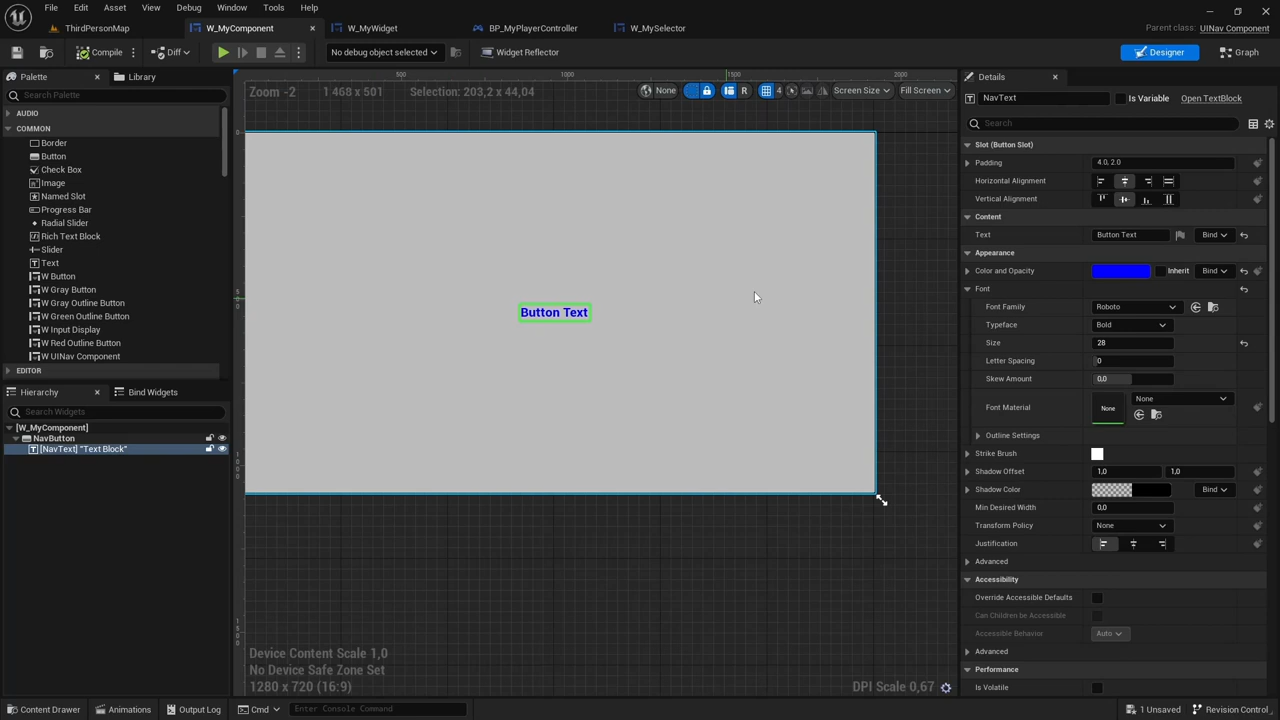 File Edit Asset View Debug Window Tools Help
ThirdPersonMap W_MyComponent W_MyWidget BP_MyPlayerController W_MySelector Parent class: UINav Component
Compile Diff No debug object selected Widget Reflector Designer Graph
Palette Library
Search Palette
AUDIO
COMMON
Border
Button
Check Box
Image
Named Slot
Progress Bar
Radial Slider
Rich Text Block
Slider
Text
W Button
W Gray Button
W Gray Outline Button
W Green Outline Button
W Input Display
W Red Outline Button
W UINav Component
EDITOR
Hierarchy Bind Widgets
Search Widgets
[W_MyComponent]
NavButton
[NavText] "Text Block"
500 1000 1500 2000
Zoom -2 1 468 x 501 Selection: 203,2 x 44,04 None R 4 Screen Size Fill Screen
0
500
1000
1500
Button Text
Device Content Scale 1,0
No Device Safe Zone Set
1280 x 720 (16:9) DPI Scale 0,67
Details
NavText Is Variable Open TextBlock
Search
Slot (Button Slot)
Padding 4.0, 2.0
Horizontal Alignment
Vertical Alignment
Content
Text Button Text Bind
Appearance
Color and Opacity Inherit Bind
Font
Font Family Roboto
Typeface Bold
Size 28
Letter Spacing 0
Skew Amount 0,0
Font Material None None
Outline Settings
Strike Brush
Shadow Offset 1,0 1,0
Shadow Color Bind
Min Desired Width 0,0
Transform Policy None
Justification
Advanced
Accessibility
Override Accessible Defaults
Can Children be Accessible
Accessible Behavior Auto
Advanced
Performance
Is Volatile
Content Drawer Animations Output Log Cmd Enter Console Command 1 Unsaved Revision Control